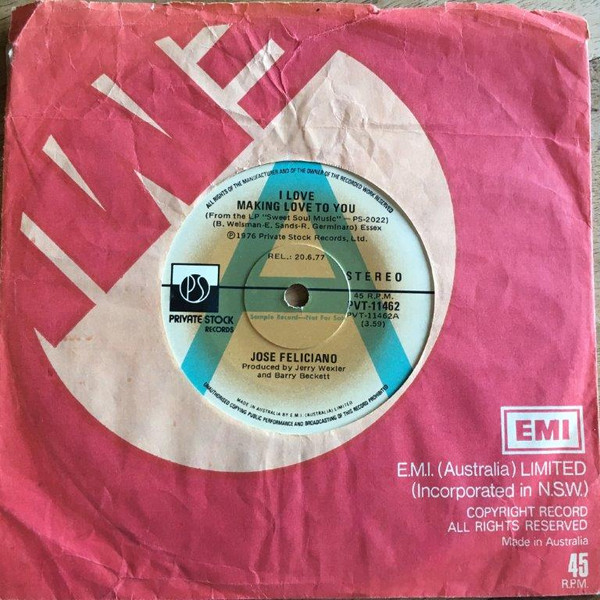 LIVE
ALL RIGHTS OF THE MANUFACTURER AND OF THE OWNER OF THE RECORDED WORK RESERVED
I LOVE
MAKING LOVE TO YOU
(From the LP "Sweet Soul Music" — PS-2022)
(B. Weisman-E. Sands-R. Germinaro) Essex
℗ 1976 Private Stock Records, Ltd.
REL.: 20.6.77
STEREO
45 R.P.M.
PVT-11462
PVT-11462A
(3.59)
A
PS
PRIVATE STOCK
RECORDS
Sample Record—Not For
JOSE FELICIANO
Produced by Jerry Wexler
and Barry Beckett
MADE IN AUSTRALIA BY E.M.I. (AUSTRALIA) LIMITED
UNAUTHORISED COPYING PUBLIC PERFORMANCE AND BROADCASTING OF THIS RECORD PROHIBITED
EMI
E.M.I. (Australia) LIMITED
(Incorporated in N.S.W.)
COPYRIGHT RECORD
ALL RIGHTS RESERVED
Made in Australia
45
R.P.M.